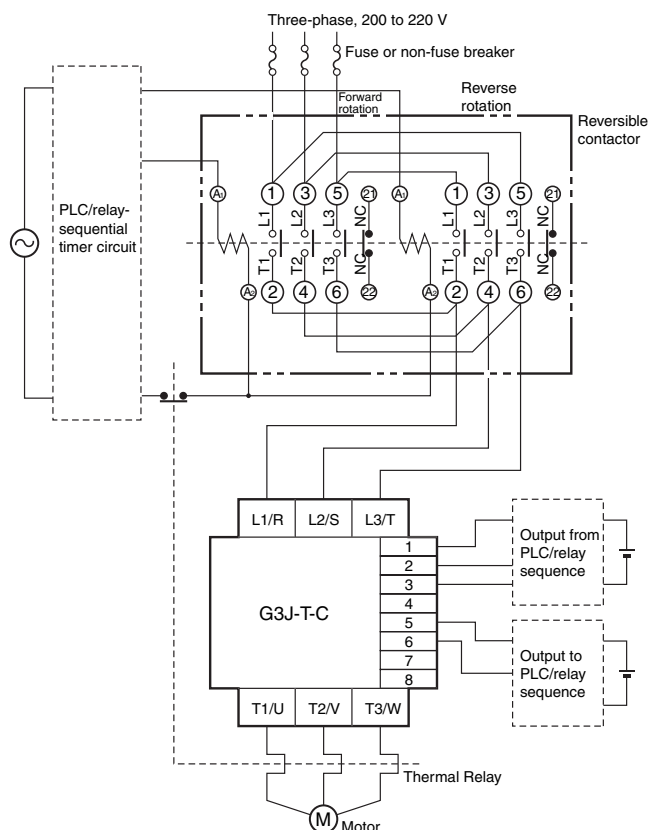 Three-phase, 200 to 220 V
Fuse or non-fuse breaker
Forward
rotation
Reverse
rotation
Reversible
contactor
PLC/relay-
sequential
timer circuit
A1
1
3
5
21
A1
1
3
5
21
L1
L2
L3
NC
L1
L2
L3
NC
T1
T2
T3
NC
T1
T2
T3
NC
A2
2
4
6
22
A2
2
4
6
22
L1/R
L2/S
L3/T
G3J-T-C
1
2
3
4
5
6
7
8
Output from
PLC/relay
sequence
Output to
PLC/relay
sequence
T1/U
T2/V
T3/W
Thermal Relay
M
Motor